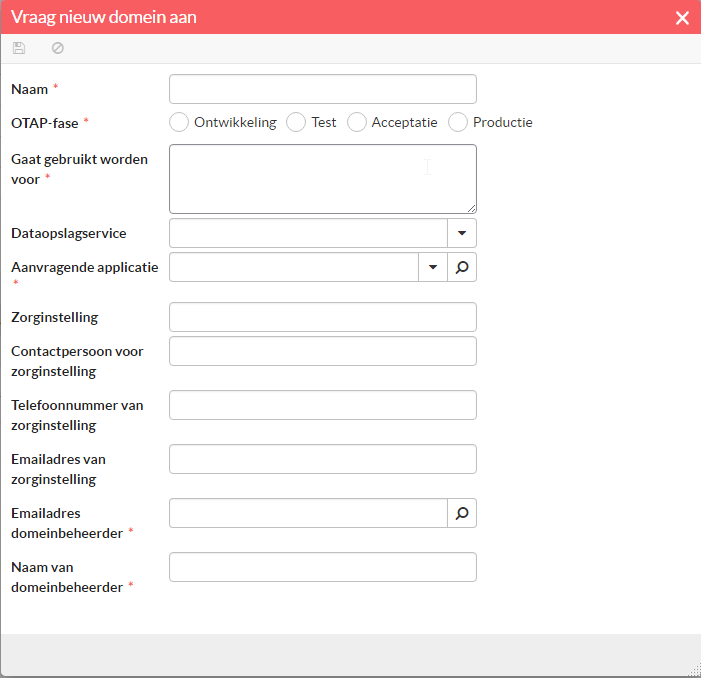 Vraag nieuw domein aan
Naam *
OTAP-fase *
Ontwikkeling Test Acceptatie Productie
Gaat gebruikt worden
voor *
Dataopslagservice
Aanvragende applicatie
*
Zorginstelling
Contactpersoon voor
zorginstelling
Telefoonnummer van
zorginstelling
Emailadres van
zorginstelling
Emailadres
domeinbeheerder *
Naam van
domeinbeheerder *